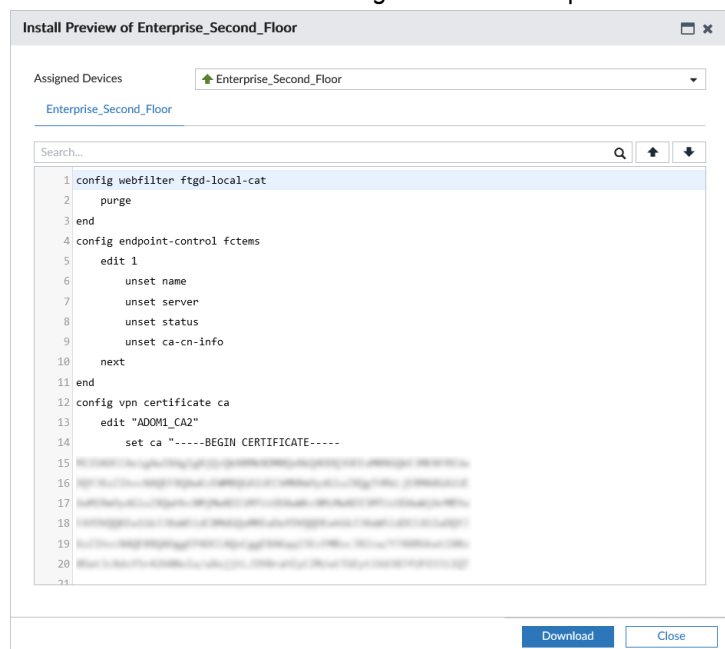 Install Preview of Enterprise_Second_Floor
Assigned Devices
Enterprise_Second_Floor
Enterprise_Second_Floor
Search...
1 config webfilter ftgd-local-cat
2 purge
3 end
4 config endpoint-control fctems
5 edit 1
6 unset name
7 unset server
8 unset status
9 unset ca-cn-info
10 next
11 end
12 config vpn certificate ca
13 edit "ADOM1_CA2"
14 set ca "-----BEGIN CERTIFICATE-----
15
16
17
18
19
20
21
Download Close